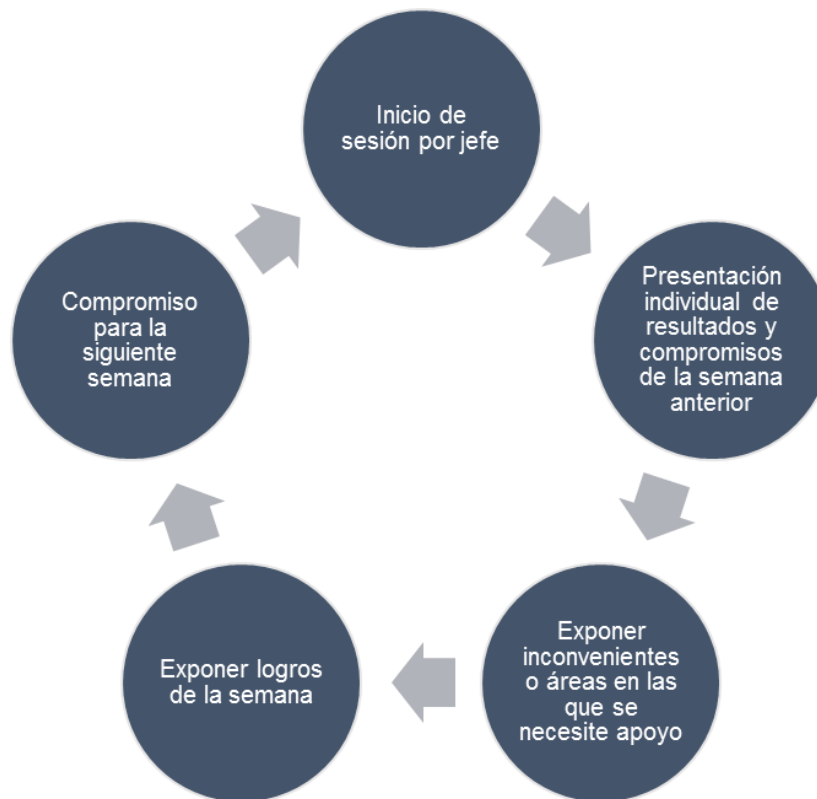 Inicio de
sesión por jefe
Presentación
individual de
resultados y
compromisos
de la semana
anterior
Exponer
inconvenientes
o áreas en las
que se
necesite apoyo
Exponer logros
de la semana
Compromiso
para la
siguiente
semana